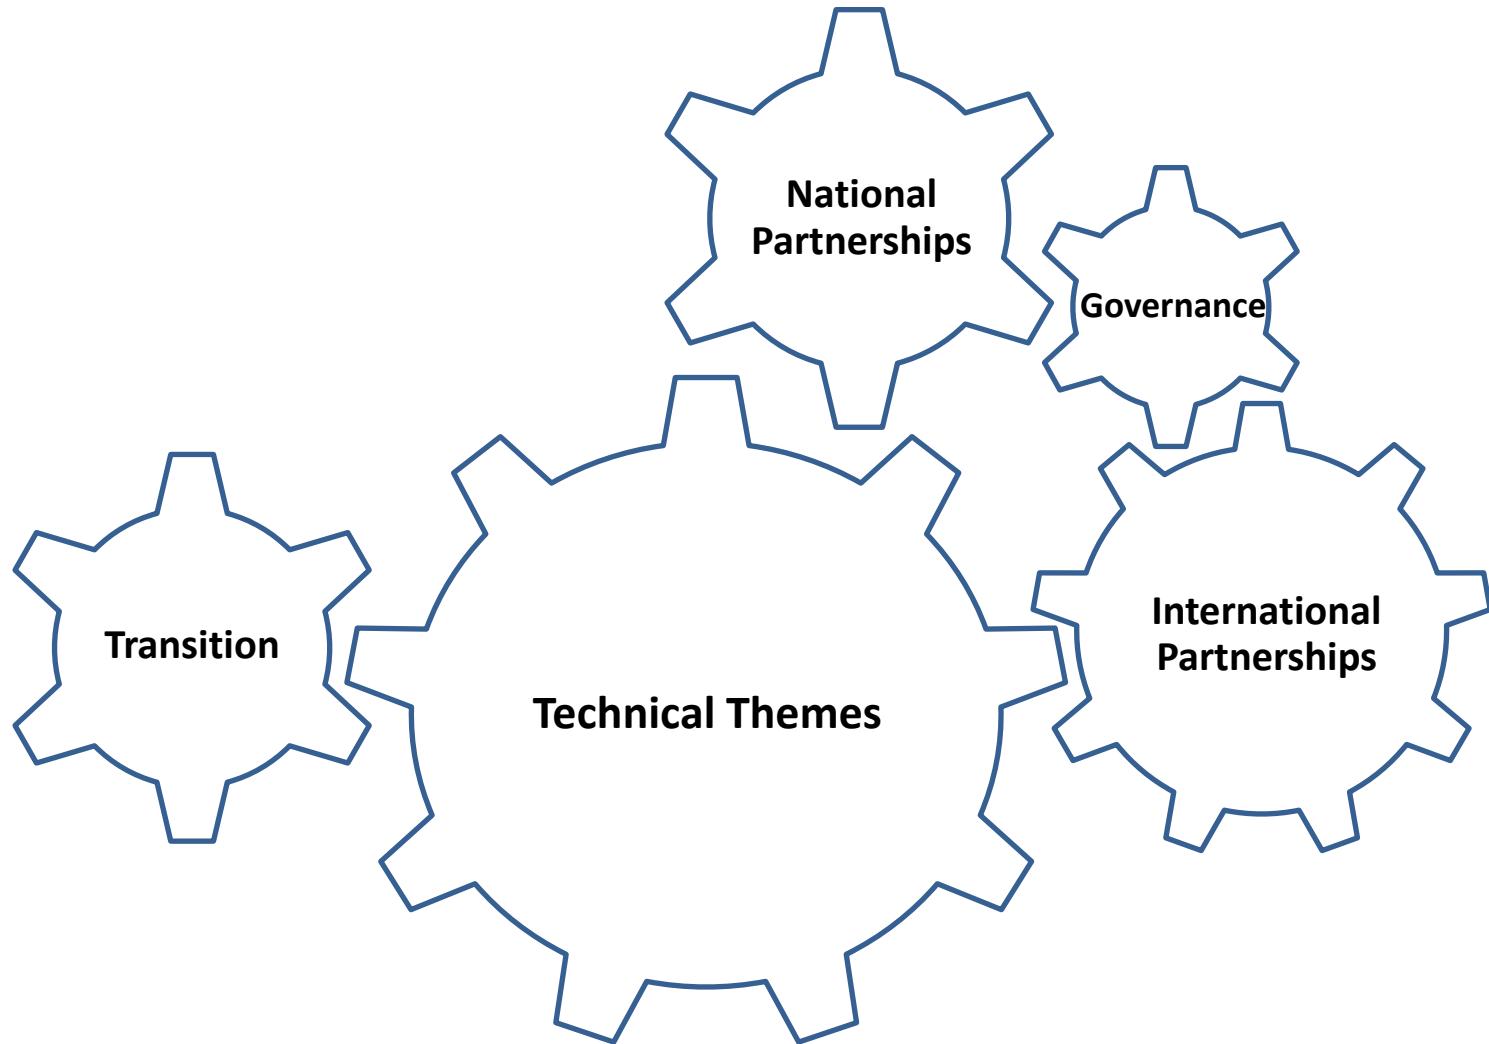 National
Partnerships
Governance
International
Partnerships
Transition
Technical Themes